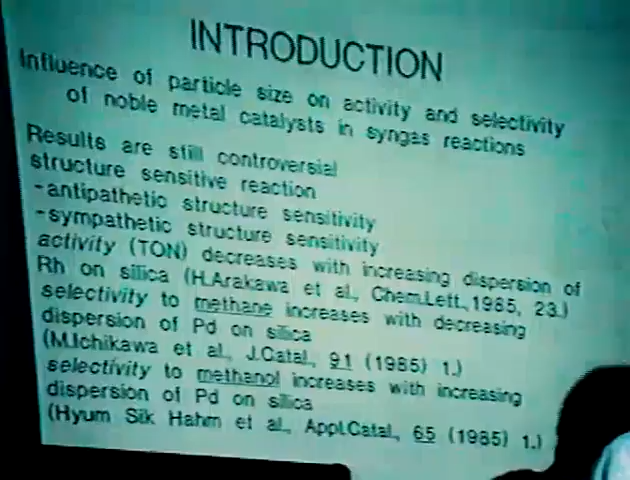 INTRODUCTION
Influence of particle size on activity and selectivity
of noble metal catalysts in syngas reactions
Results are still controversial
structure sensitive reaction
-antipathetic structure sensitivity
-sympathetic structure sensitivity
activity (TON) decreases with increasing dispersion of
Rh on silica (H.Arakawa et al., Chem.Lett., 1985, 23.)
selectivity to methane increases with decreasing
dispersion of Pd on silica
(M.Ichikawa et al., J.Catal., 91 (1985) 1.)
selectivity to methanol increases with increasing
dispersion of Pd on silica
(Hyum Sik Hahm et al., Appl.Catal., 65 (1985) 1.)